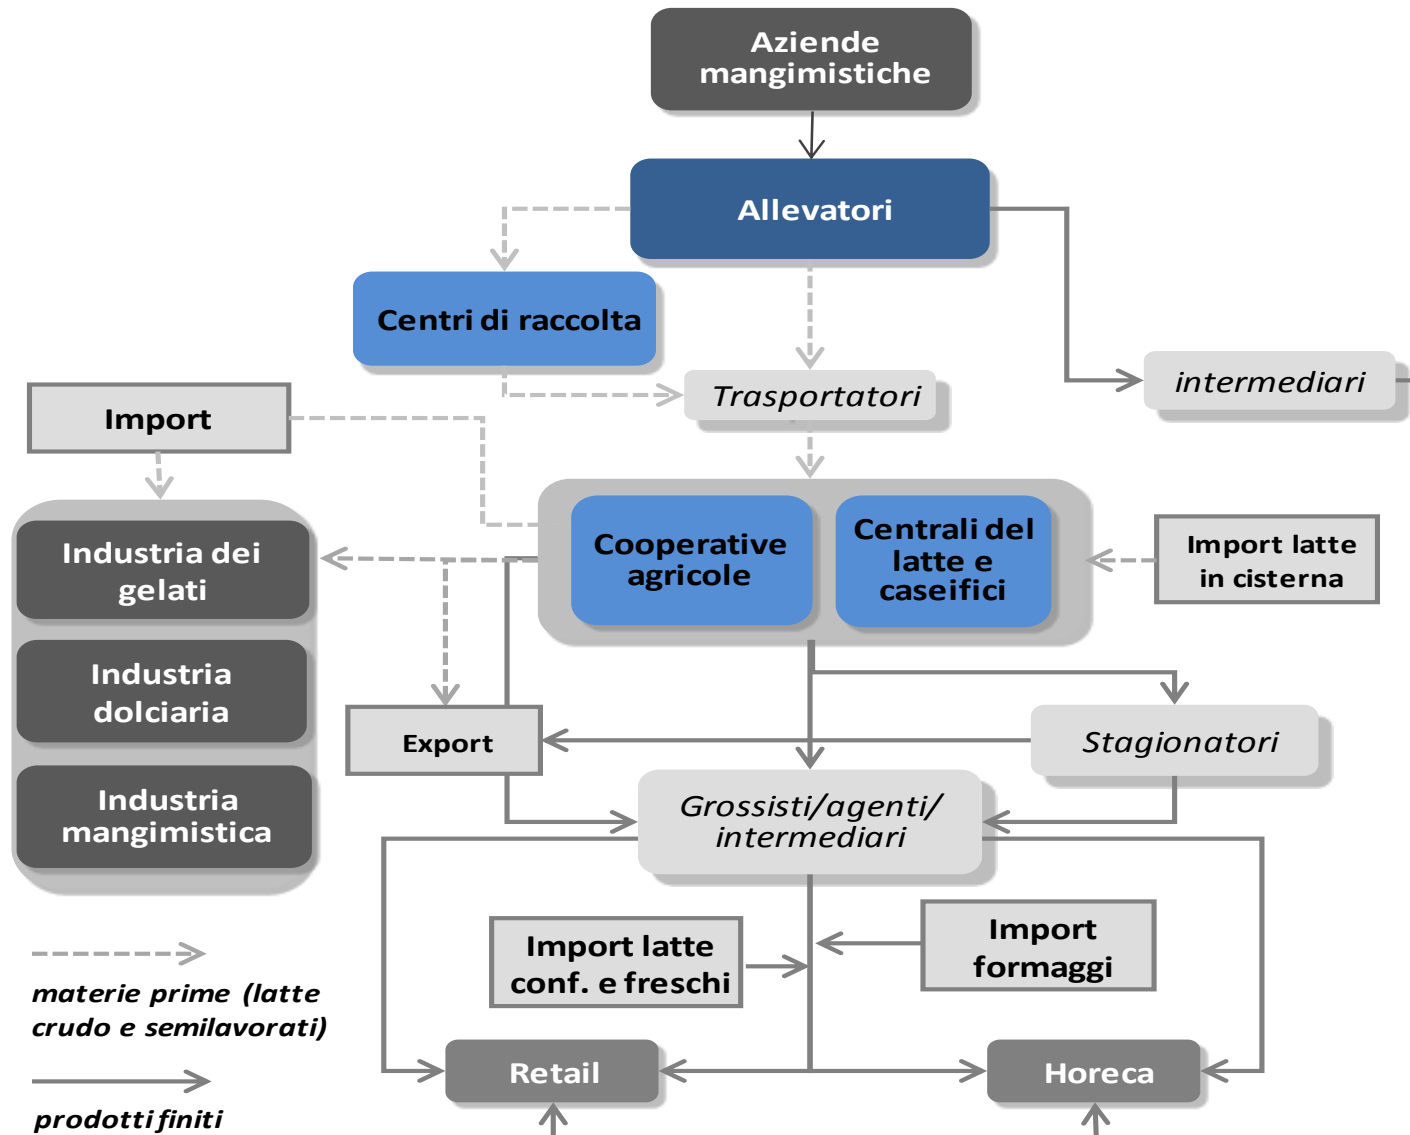 Aziende
mangimistiche
Allevatori
Centri di raccolta
Trasportatori
intermediari
Import
Industria dei
gelati
Industria
dolciaria
Industria
mangimistica
Cooperative
agricole
Centrali del
latte e
caseifici
Import latte
in cisterna
Export
Stagionatori
Grossisti/agenti/
intermediari
Import latte
conf. e freschi
Import
formaggi
Retail
Horeca
materie prime (latte
crudo e semilavorati)
prodotti finiti